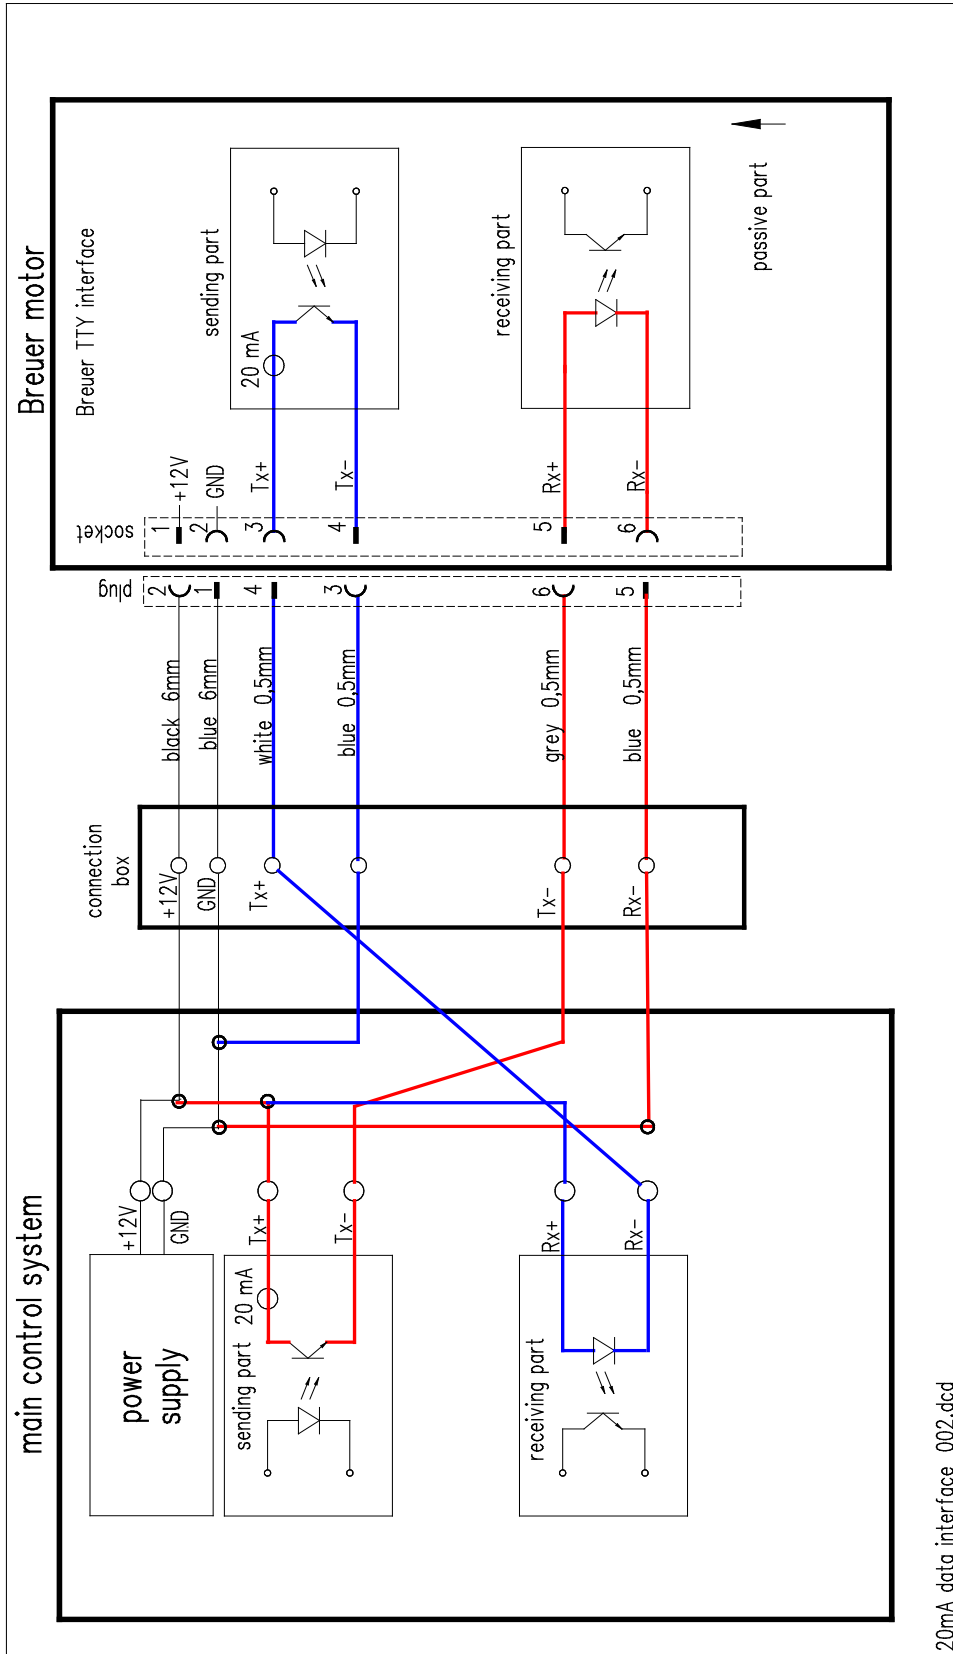 Breuer motor
Breuer TTY interface
sending part
20 mA
receiving part
passive part
socket
1
+12V
2
GND
3
Tx+
4
Tx-
5
Rx+
6
Rx-
plug
2
1
4
3
6
5
black 6mm
blue 6mm
white 0,5mm
blue 0,5mm
grey 0,5mm
blue 0,5mm
connection
box
+12V
GND
Tx+
Tx-
Rx-
main control system
+12V
GND
Tx+
Tx-
Rx+
Rx-
power
supply
sending part
20 mA
receiving part
20mA data interface 002.dcd